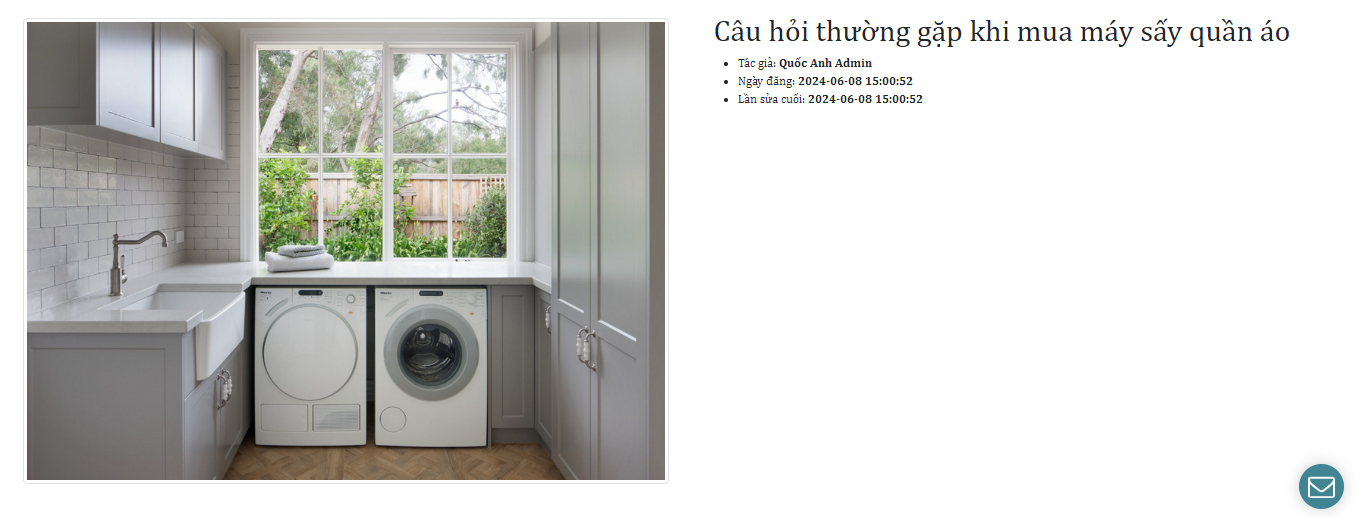 Câu hỏi thường gặp khi mua máy sấy quần áo
Tác giả: Quốc Anh Admin
Ngày đăng: 2024-06-08 15:00:52
Lần sửa cuối: 2024-06-08 15:00:52